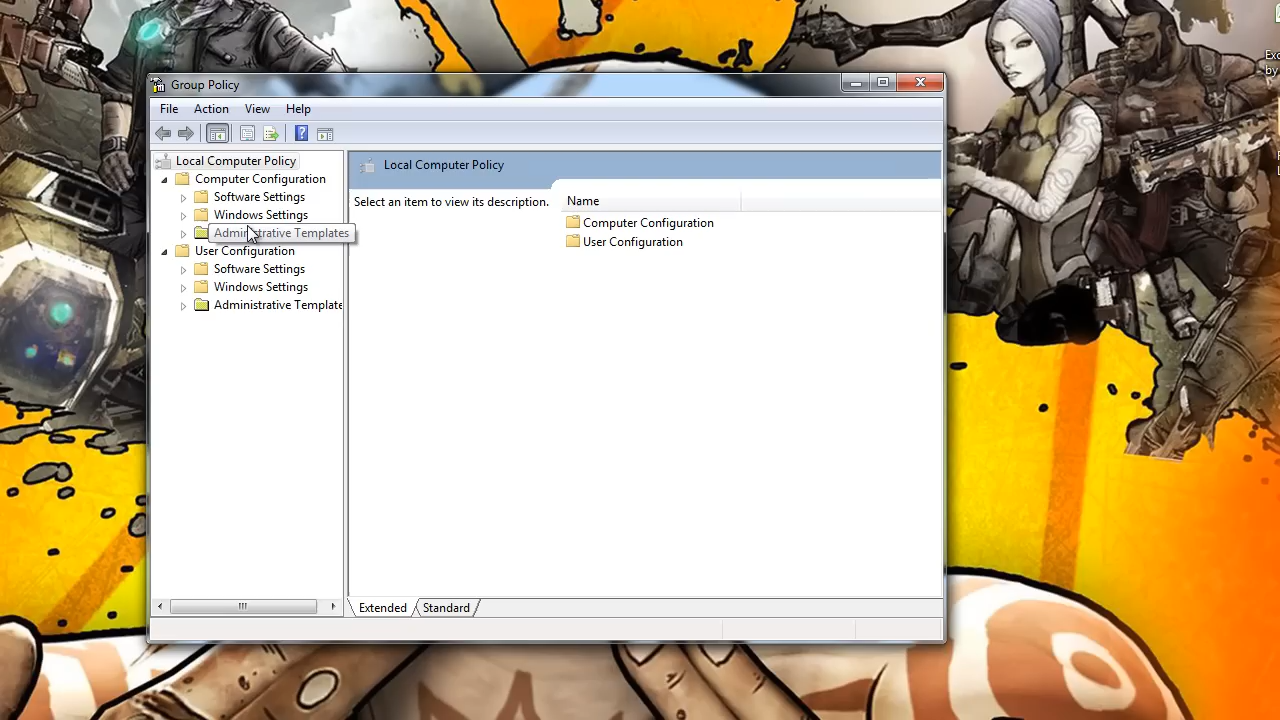 Exc
by
Group Policy
File Action View Help
Local Computer Policy
Computer Configuration
Software Settings
Windows Settings
Administrative Templates
User Configuration
Software Settings
Windows Settings
Administrative Template
Local Computer Policy
Select an item to view its description.
Name
Computer Configuration
User Configuration
Extended Standard